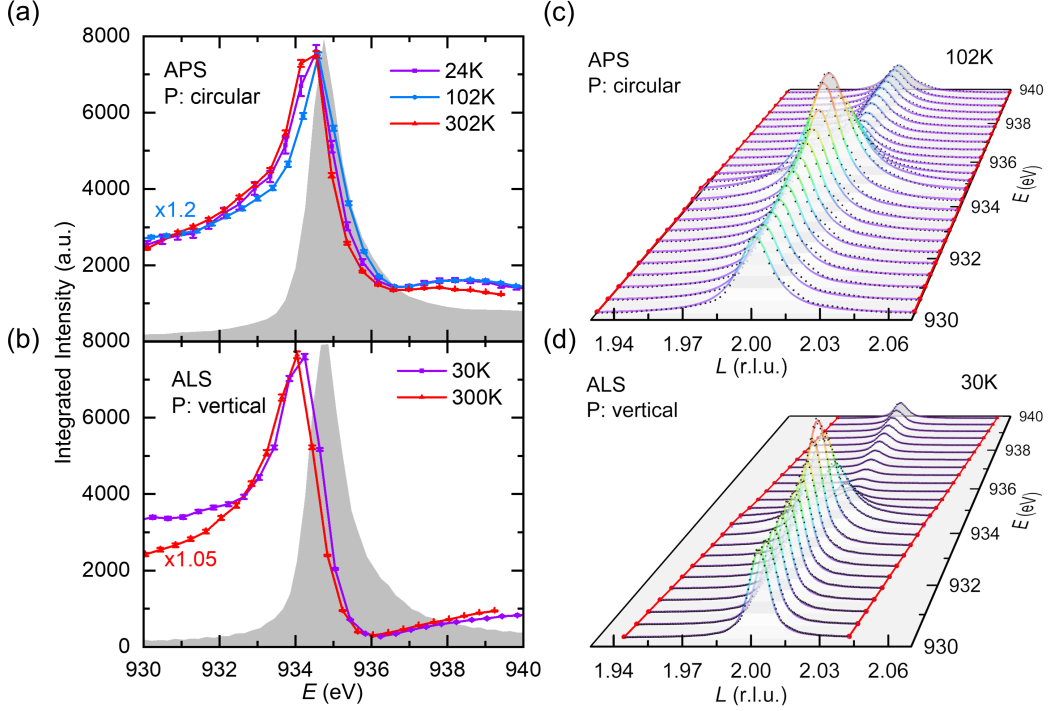 (a)
8000
6000
4000
2000
APS
P: circular
24K
102K
302K
x1.2
Integrated Intensity (a.u.)
(b)
8000
6000
4000
2000
0
ALS
P: vertical
30K
300K
x1.05
930
932
934
936
938
940
E (eV)
(c)
APS
P: circular
102K
940
938
936
934
932
930
E (eV)
1.94
1.97
2.00
2.03
2.06
L (r.l.u.)
(d)
ALS
P: vertical
30K
940
938
936
934
932
930
E (eV)
1.94
1.97
2.00
2.03
2.06
L (r.l.u.)